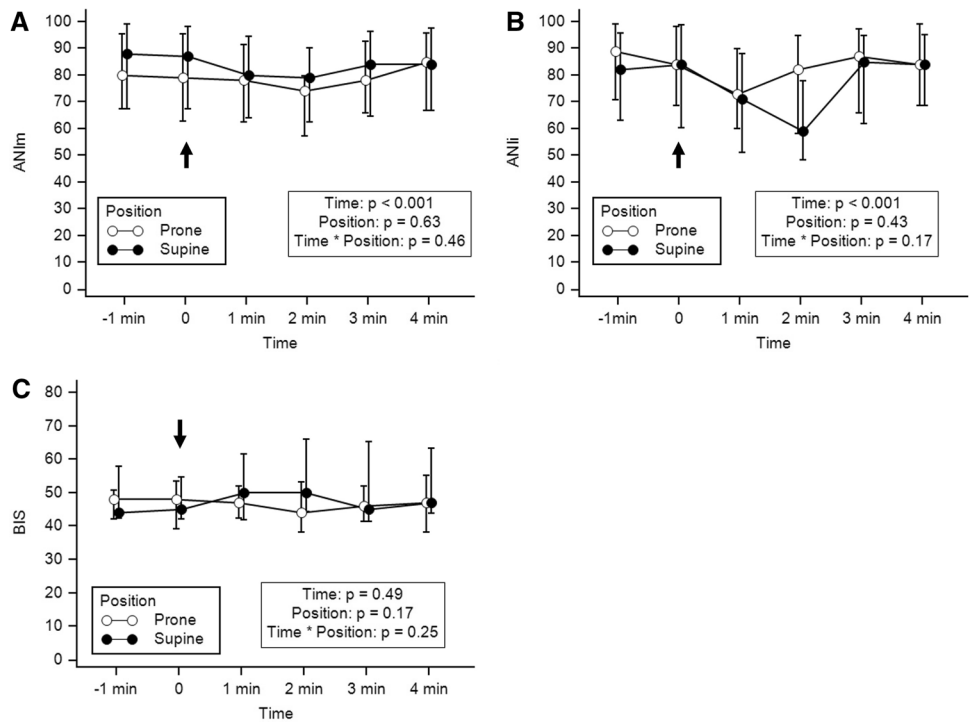 A
100
90
80
70
60
50
40
30
20
10
0
ANIm
Position
Prone
Supine
Time: p < 0.001
Position: p = 0.63
Time * Position: p = 0.46
-1 min 0 1 min 2 min 3 min 4 min
Time
B
100
90
80
70
60
50
40
30
20
10
0
ANIi
Position
Prone
Supine
Time: p < 0.001
Position: p = 0.43
Time * Position: p = 0.17
-1min 0 1 min 2 min 3 min 4 min
Time
C
80
70
60
50
40
30
20
10
0
BIS
Position
Prone
Supine
Time: p = 0.49
Position: p = 0.17
Time * Position: p = 0.25
-1 min 0 1 min 2 min 3 min 4 min
Time